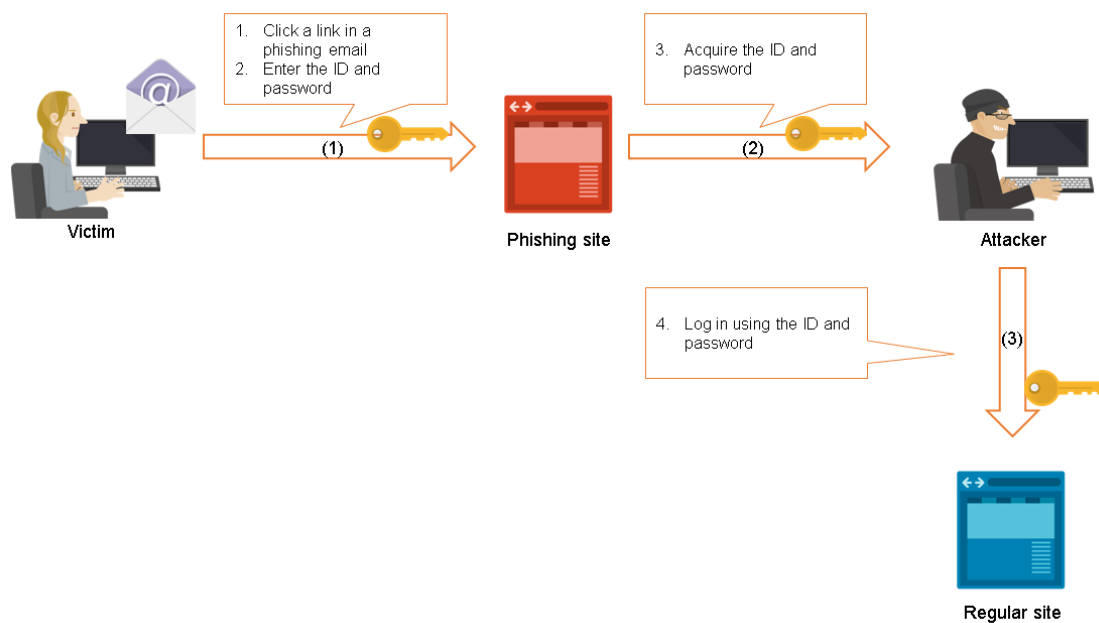 1. Click a link in a
phishing email
2. Enter the ID and
password
3. Acquire the ID and
password
(1)
(2)
Victim
Phishing site
Attacker
4. Log in using the ID and
password
(3)
Regular site